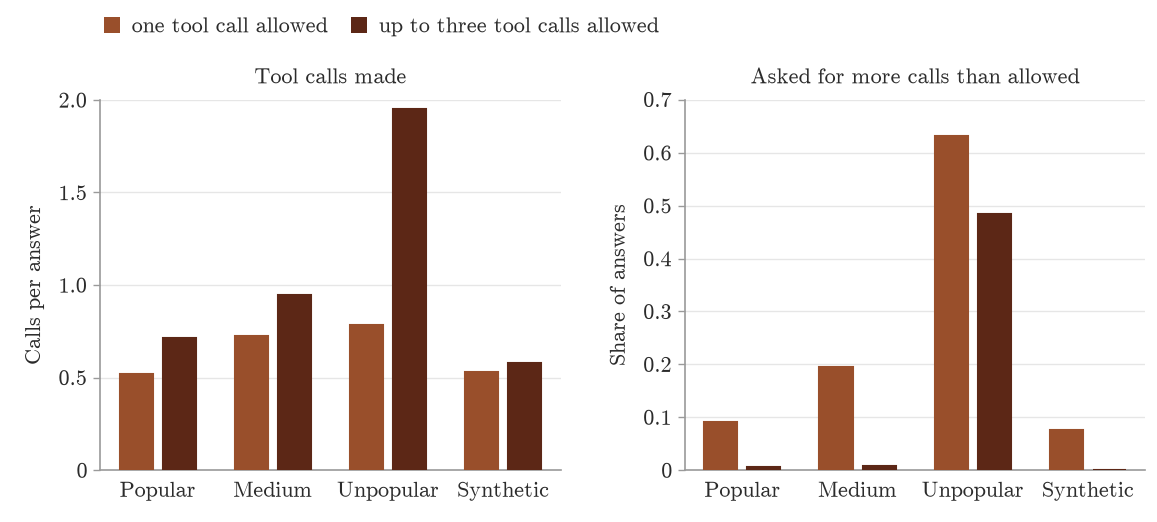 one tool call allowed
up to three tool calls allowed
Tool calls made
Calls per answer
2.0
1.5
1.0
0.5
0
Popular
Medium
Unpopular
Synthetic
Asked for more calls than allowed
Share of answers
0.7
0.6
0.5
0.4
0.3
0.2
0.1
0
Popular
Medium
Unpopular
Synthetic